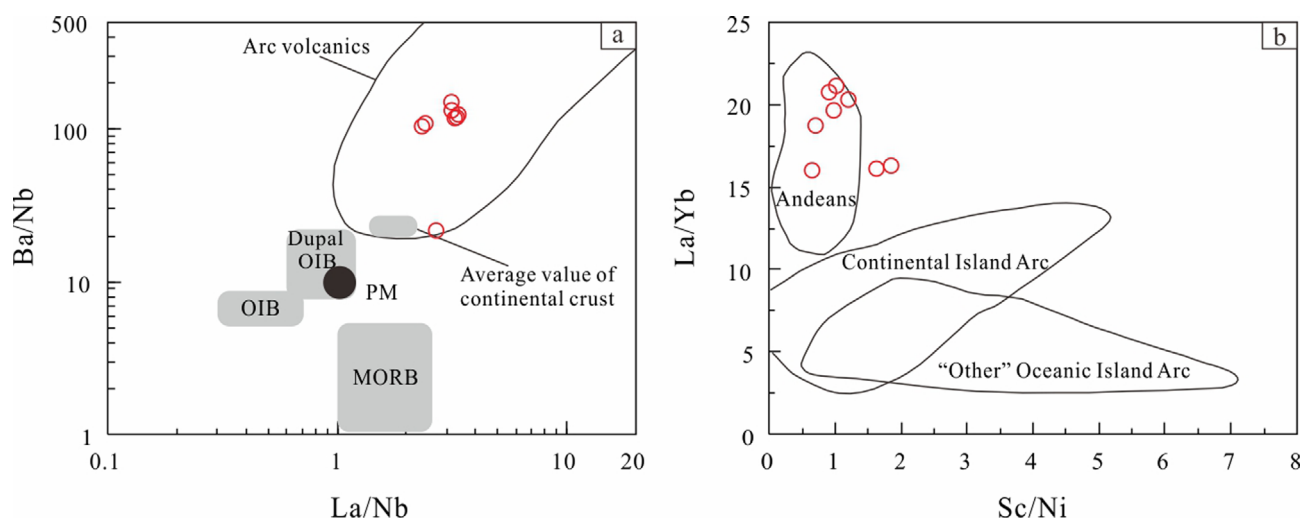 500
100
10
1
Ba/Nb
a
Arc volcanics
Dupal
OIB
PM
OIB
MORB
Average value of
continental crust
0.1
1
10
20
La/Nb
25
20
15
10
5
0
La/Yb
b
Andeans
Continental Island Arc
“Other” Oceanic Island Arc
0
1
2
3
4
5
6
7
8
Sc/Ni